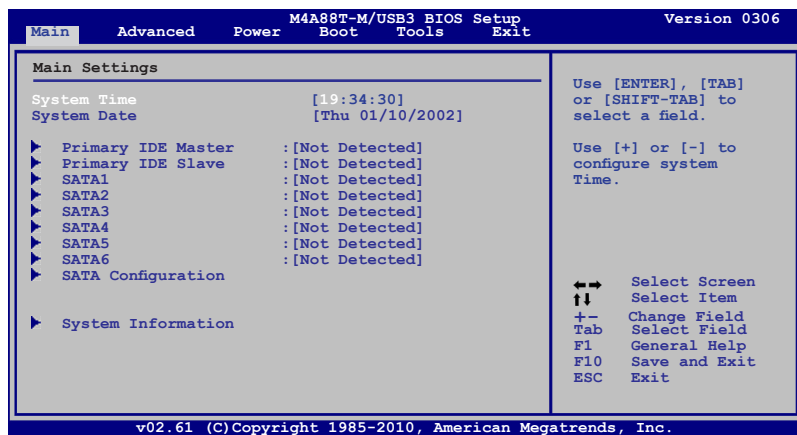 M4A88T-M/USB3 BIOS Setup Version 0306
Main Advanced Power Boot Tools Exit
Main Settings
System Time [19:34:30]
System Date [Thu 01/10/2002]
Primary IDE Master :[Not Detected]
Primary IDE Slave :[Not Detected]
SATA1 :[Not Detected]
SATA2 :[Not Detected]
SATA3 :[Not Detected]
SATA4 :[Not Detected]
SATA5 :[Not Detected]
SATA6 :[Not Detected]
SATA Configuration
System Information
Use [ENTER], [TAB]
or [SHIFT-TAB] to
select a field.
Use [+] or [-] to
configure system
Time.
←→ Select Screen
↑↓ Select Item
+- Change Field
Tab Select Field
F1 General Help
F10 Save and Exit
ESC Exit
v02.61 (C)Copyright 1985-2010, American Megatrends, Inc.